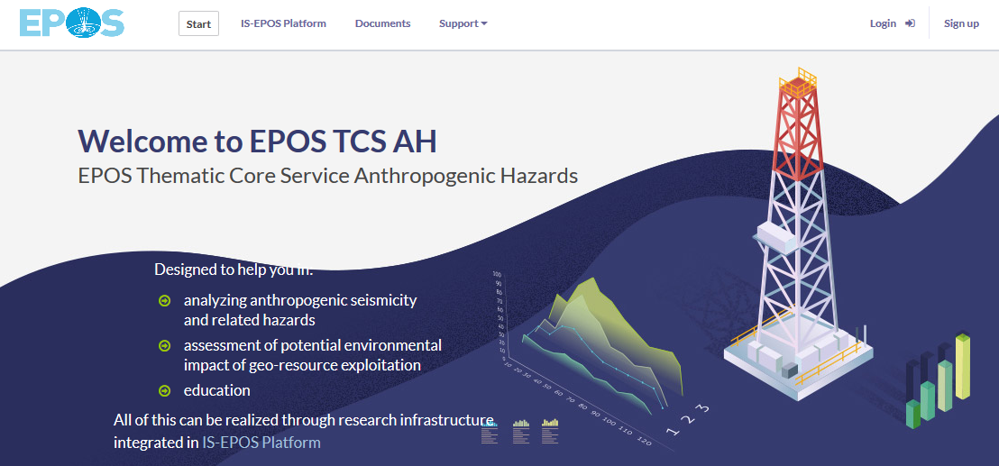 EPOS
Start
IS-EPOS Platform
Documents
Support
Login
Sign up
Welcome to EPOS TCS AH
EPOS Thematic Core Service Anthropogenic Hazards
Designed to help you in:
analyzing anthropogenic seismicity
and related hazards
assessment of potential environmental
impact of geo-resource exploitation
education
All of this can be realized through research infrastructure
integrated in IS-EPOS Platform
100
90
80
70
60
50
40
30
20
10
0
10 20 30 40 50 60 70 80 90 100 110 120
1 2 3